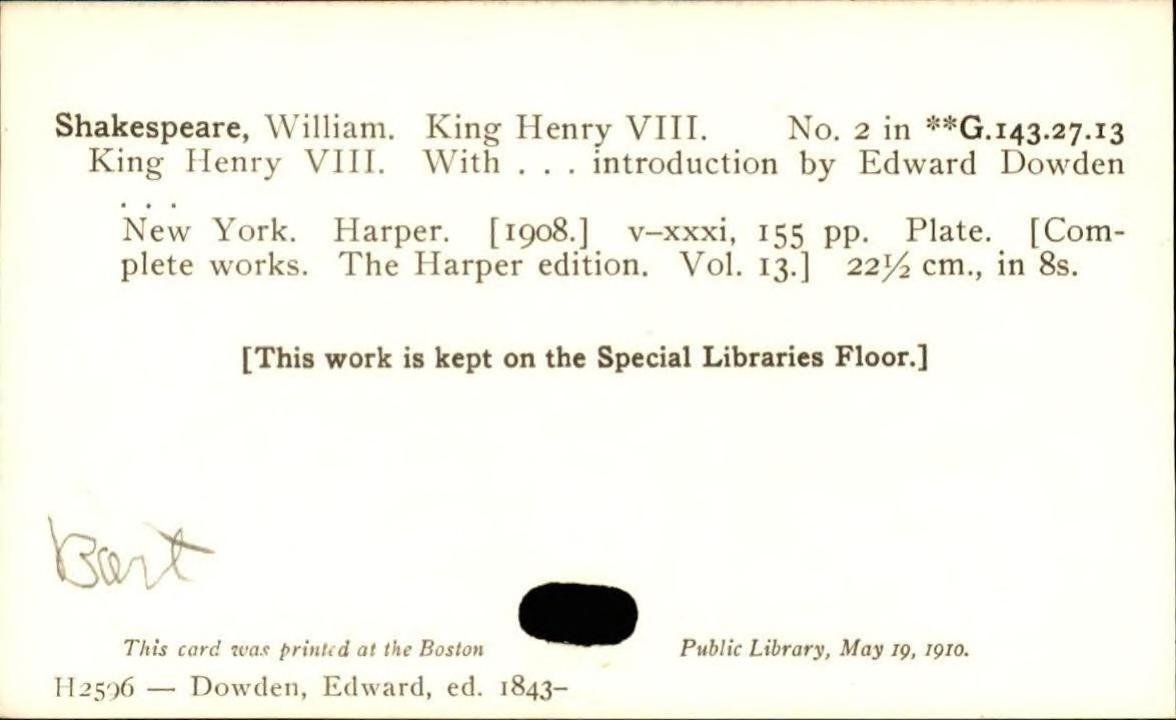 Shakespeare, William. King Henry VIII. No. 2 in **G.143.27.13
King Henry VIII. With . . . introduction by Edward Dowden
. . .
New York. Harper. [1908.] v–xxxi, 155 pp. Plate. [Com-
plete works. The Harper edition. Vol. 13.] 22½ cm., in 8s.
[This work is kept on the Special Libraries Floor.]
Bart
This card was printed at the Boston Public Library, May 19, 1910.
H2596 — Dowden, Edward, ed. 1843–